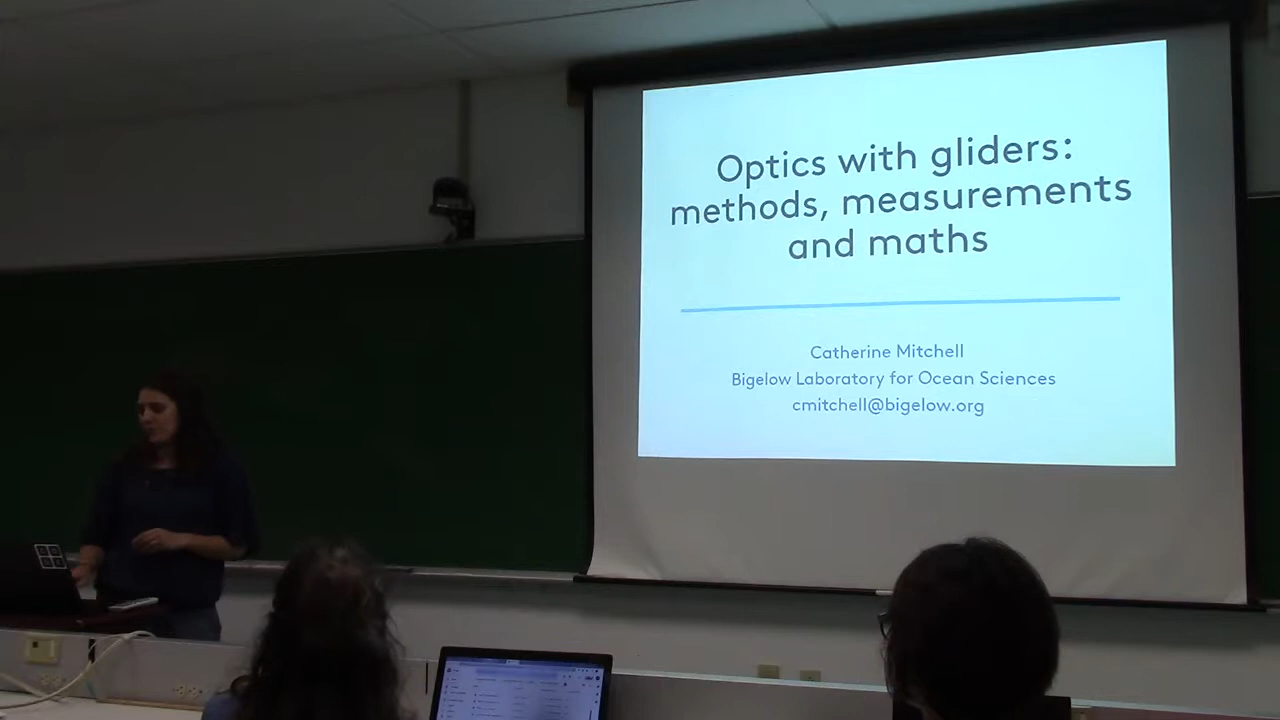 Optics with gliders:
methods, measurements
and maths
Catherine Mitchell
Bigelow Laboratory for Ocean Sciences
cmitchell@bigelow.org